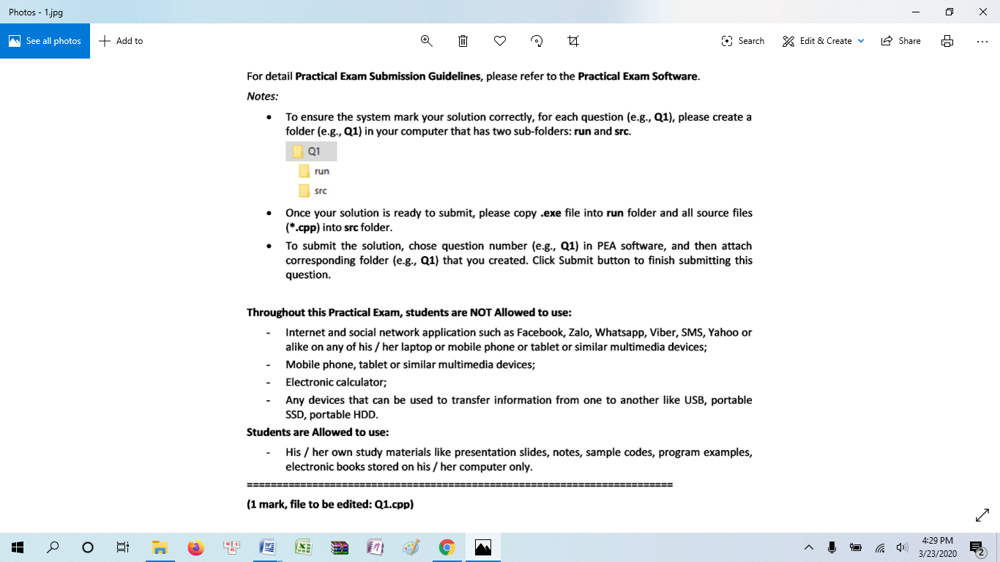 Photos - 1.jpg
See all photos
Add to
Search
Edit & Create
Share
For detail Practical Exam Submission Guidelines, please refer to the Practical Exam Software.
Notes:
• To ensure the system mark your solution correctly, for each question (e.g., Q1), please create a
folder (e.g., Q1) in your computer that has two sub-folders: run and src.
Q1
run
src
• Once your solution is ready to submit, please copy .exe file into run folder and all source files
(*.cpp) into src folder.
• To submit the solution, chose question number (e.g., Q1) in PEA software, and then attach
corresponding folder (e.g., Q1) that you created. Click Submit button to finish submitting this
question.
Throughout this Practical Exam, students are NOT Allowed to use:
- Internet and social network application such as Facebook, Zalo, Whatsapp, Viber, SMS, Yahoo or
alike on any of his / her laptop or mobile phone or tablet or similar multimedia devices;
- Mobile phone, tablet or similar multimedia devices;
- Electronic calculator;
- Any devices that can be used to transfer information from one to another like USB, portable
SSD, portable HDD.
Students are Allowed to use:
- His / her own study materials like presentation slides, notes, sample codes, program examples,
electronic books stored on his / her computer only.
=======================================================================
(1 mark, file to be edited: Q1.cpp)
4:29 PM
3/23/2020
2